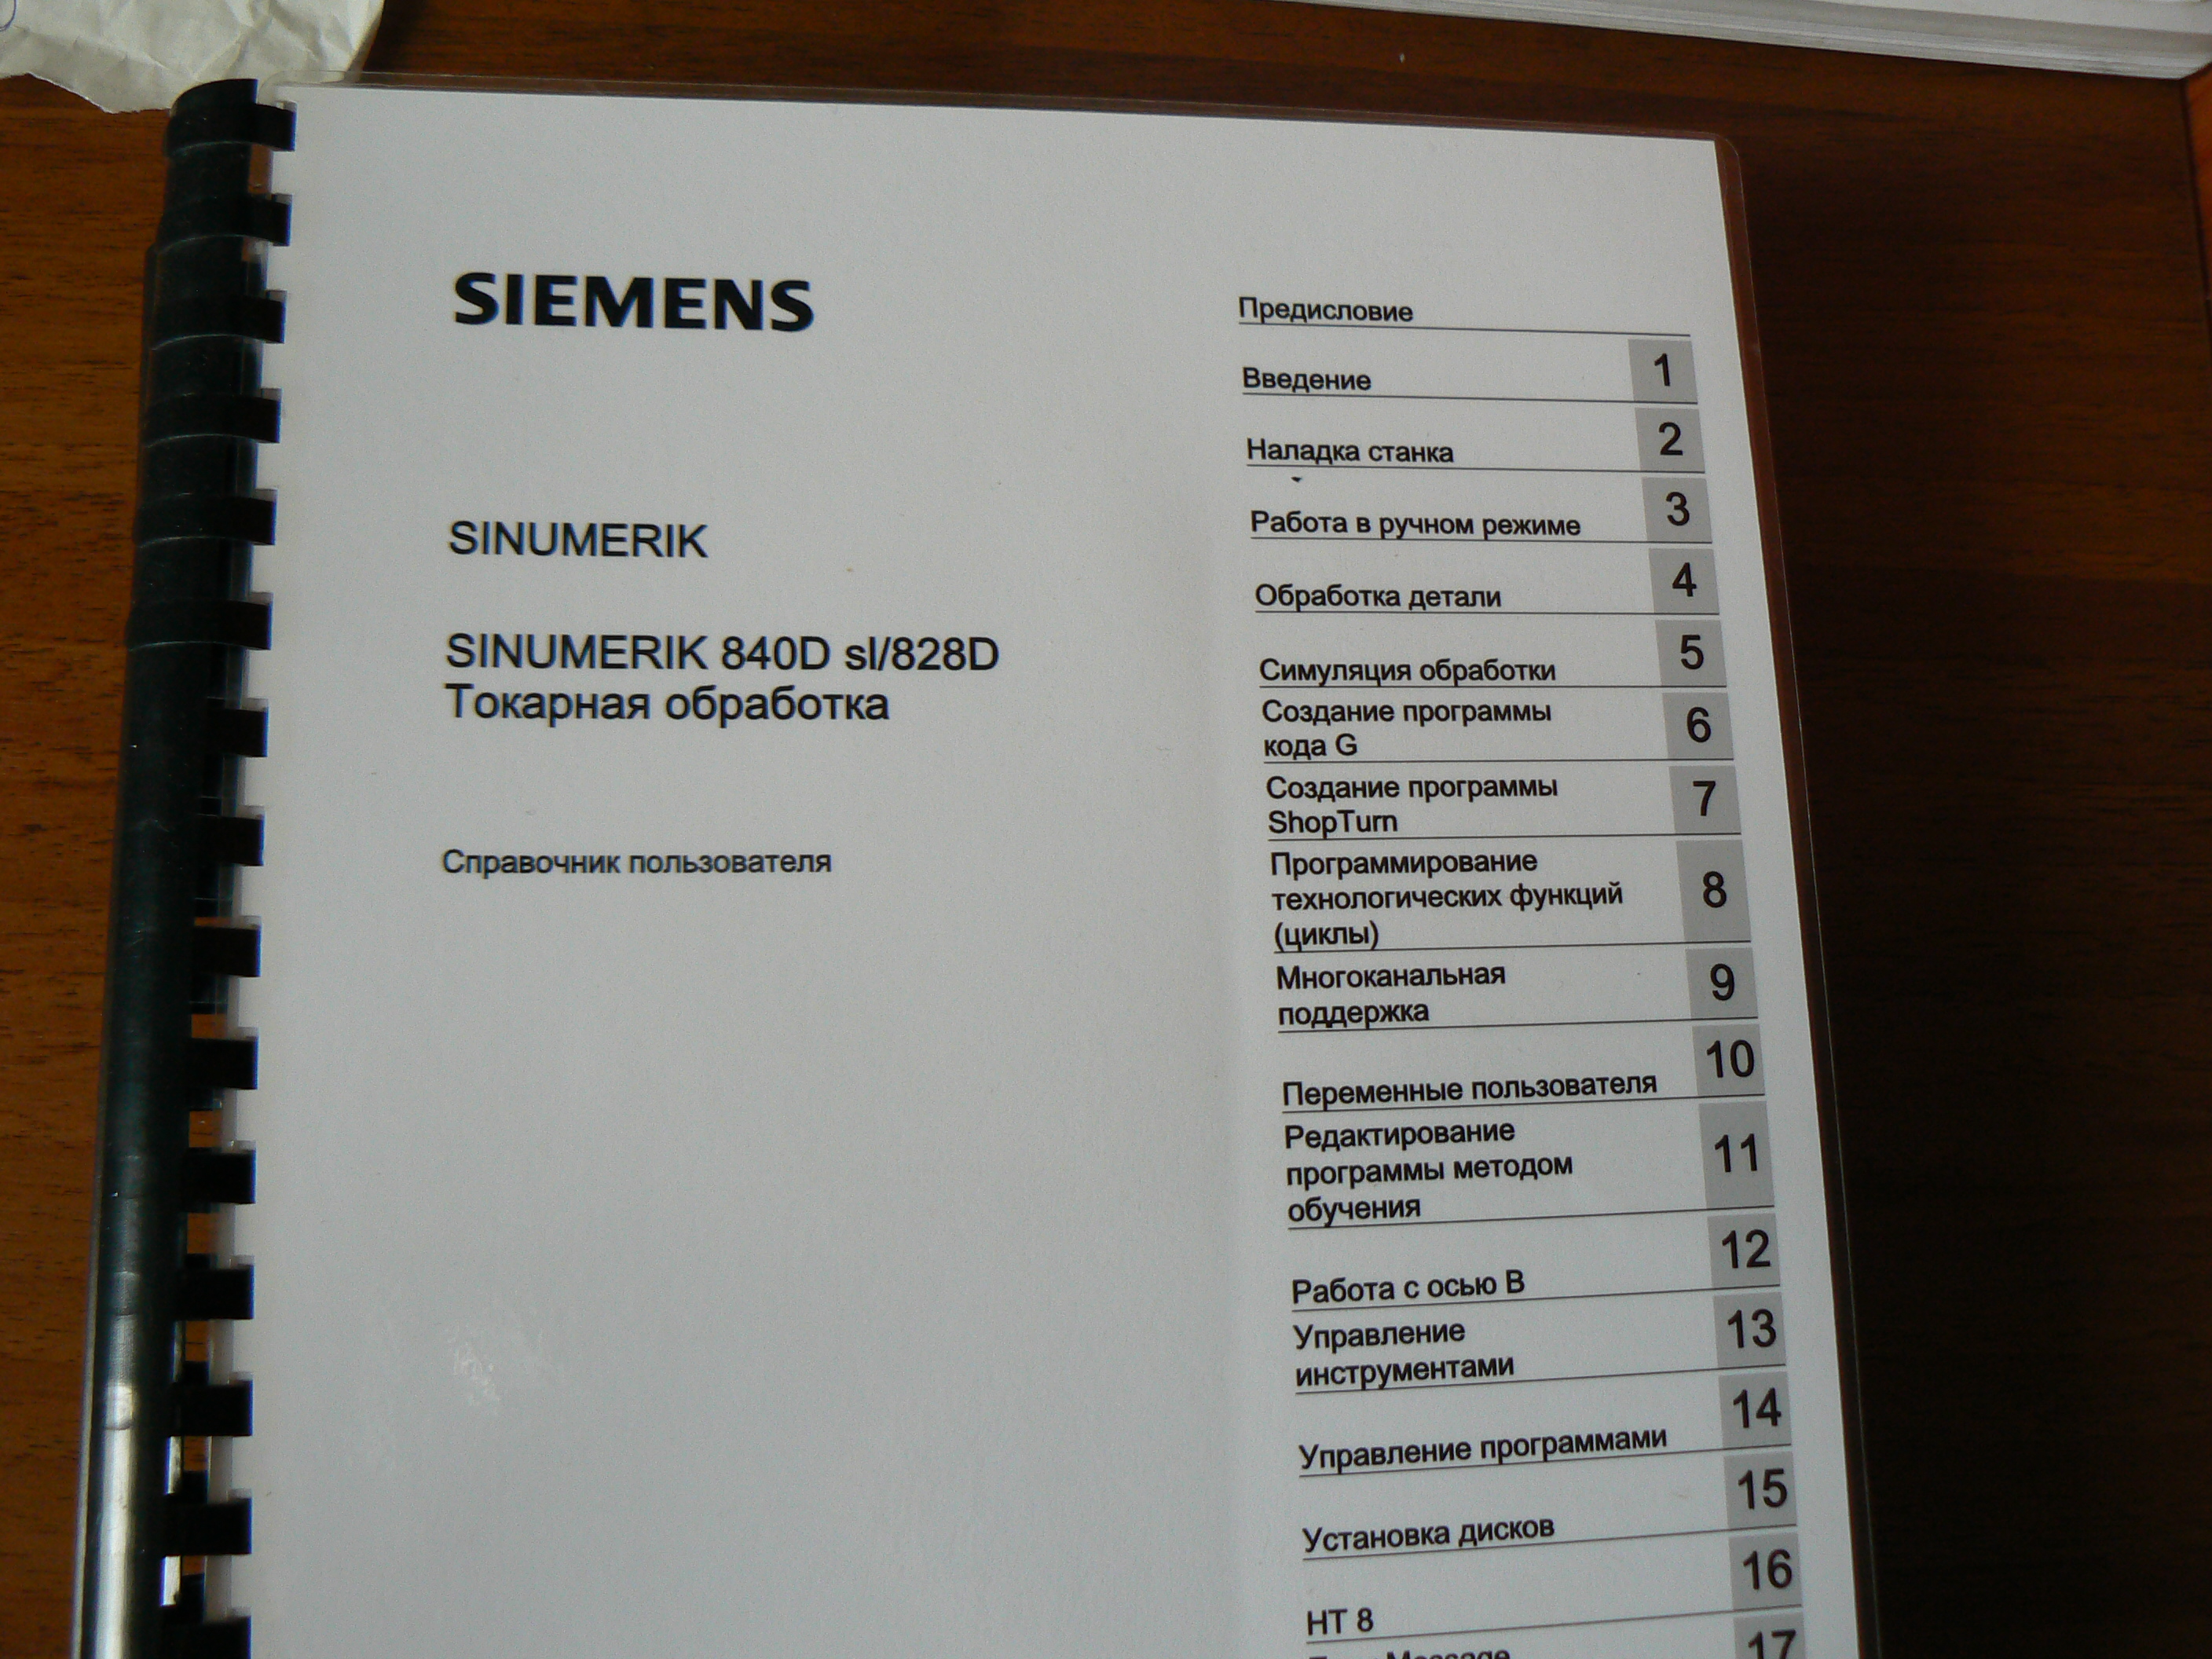 SIEMENS
SINUMERIK
SINUMERIK 840D sl/828D
Токарная обработка
Справочник пользователя
Предисловие
Введение 1
Наладка станка 2
Работа в ручном режиме 3
Обработка детали 4
Симуляция обработки 5
Создание программы
кода G 6
Создание программы
ShopTurn 7
Программирование
технологических функций 8
(циклы)
Многоканальная
поддержка 9
Переменные пользователя 10
Редактирование
программы методом 11
обучения
Работа с осью B 12
Управление
инструментами 13
Управление программами 14
Установка дисков 15
HT 8 16
Message 17